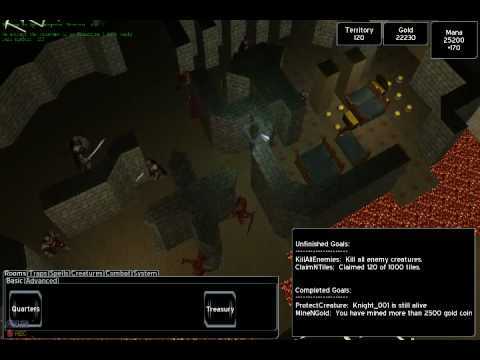 Territory
120
Gold
22230
Mana
25200
+170
Unfinished Goals:
KillAllEnemies: Kill all enemy creatures.
ClaimNTiles: Claimed 120 of 1000 tiles.
Completed Goals:
ProtectCreature: Knight_001 is still alive
MineNGold: You have mined more than 2500 gold coin
Rooms Traps Spells Creatures Combat System
Basic Advanced
Quarters
Treasury